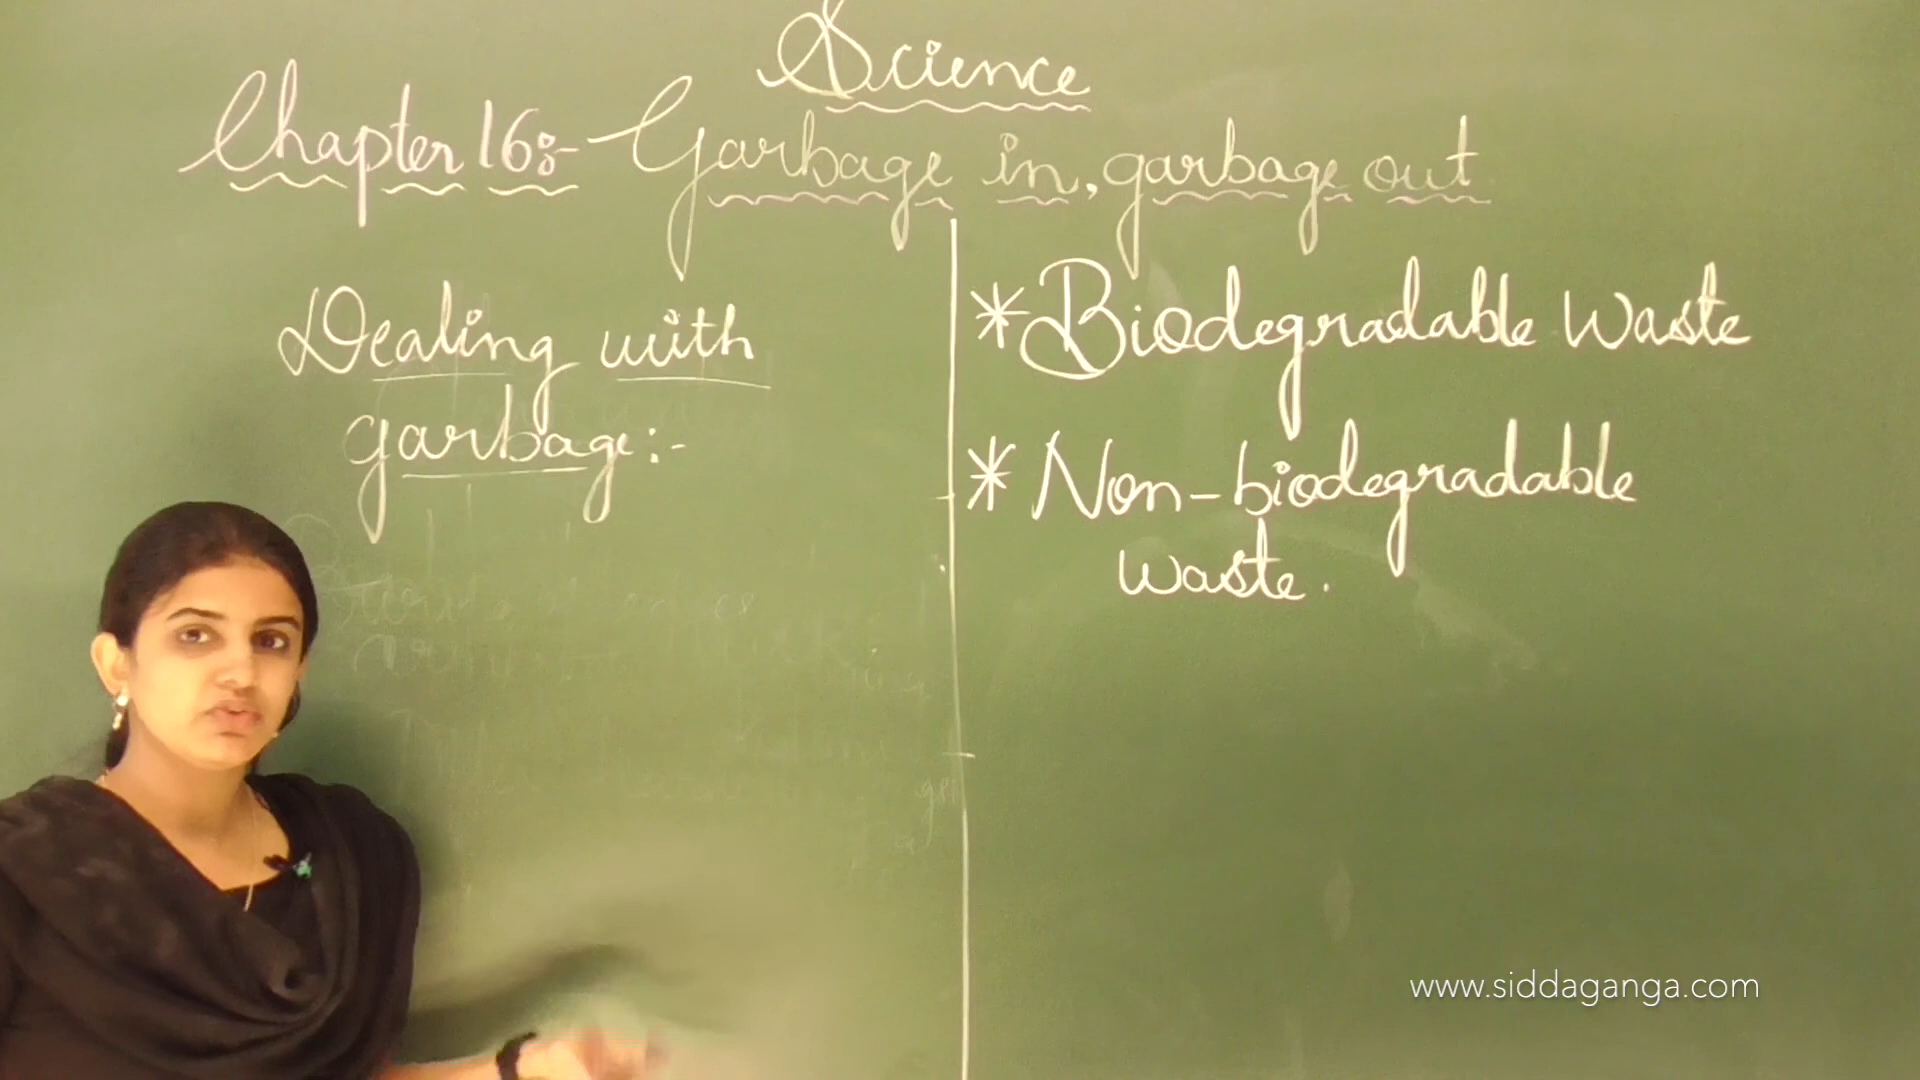 Science
Chapter 16:- Garbage in, garbage out
Dealing with
garbage:-
*Biodegradable Waste
* Non-biodegradable
waste.
www.siddaganga.com